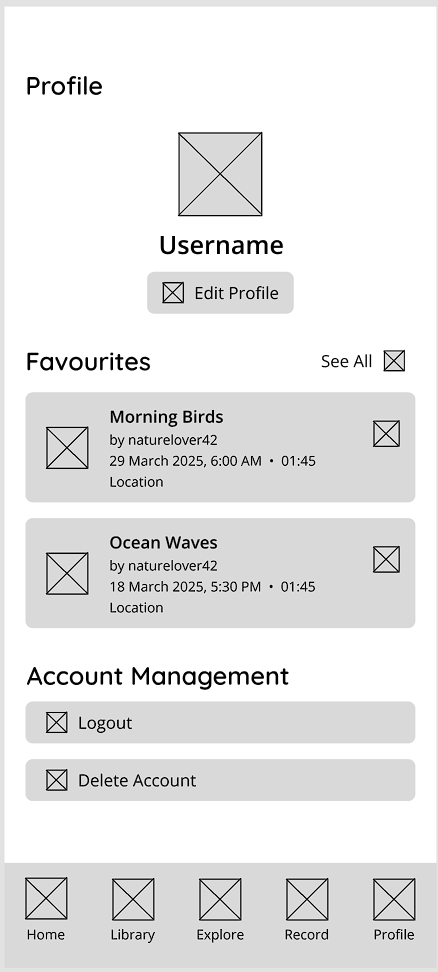 Profile
Username
Edit Profile
Favourites
See All
Morning Birds
by naturelover42
29 March 2025, 6:00 AM • 01:45
Location
Ocean Waves
by naturelover42
18 March 2025, 5:30 PM • 01:45
Location
Account Management
Logout
Delete Account
Home
Library
Explore
Record
Profile